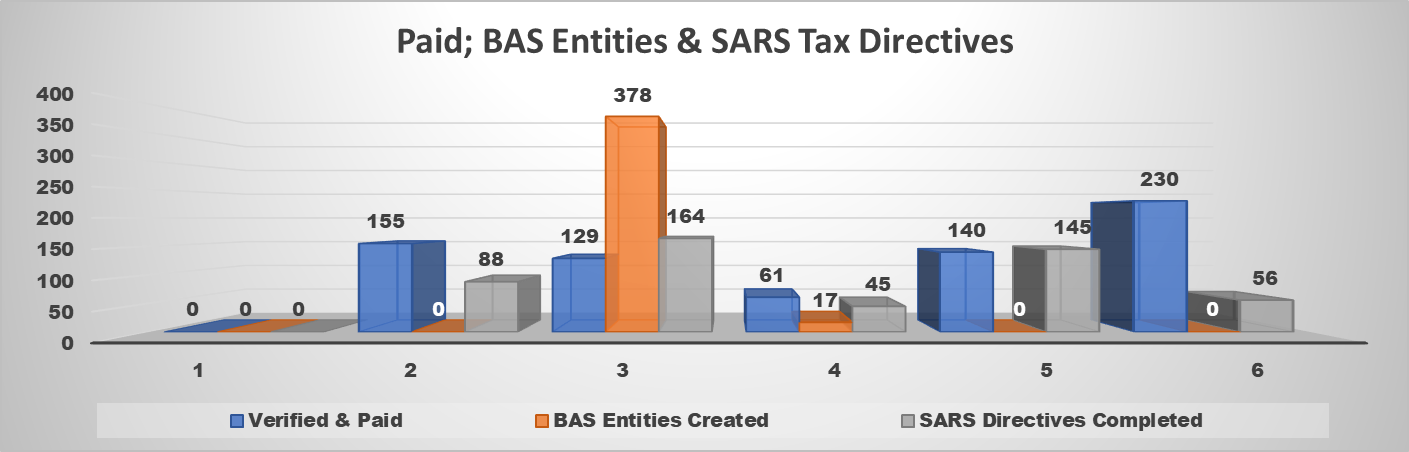 Paid; BAS Entities & SARS Tax Directives
400
350
300
250
200
150
100
50
0
0 0 0
155 0 88
129 378 164
61 17 45
140 0 145
230 0 56
1 2 3 4 5 6
Verified & Paid BAS Entities Created SARS Directives Completed